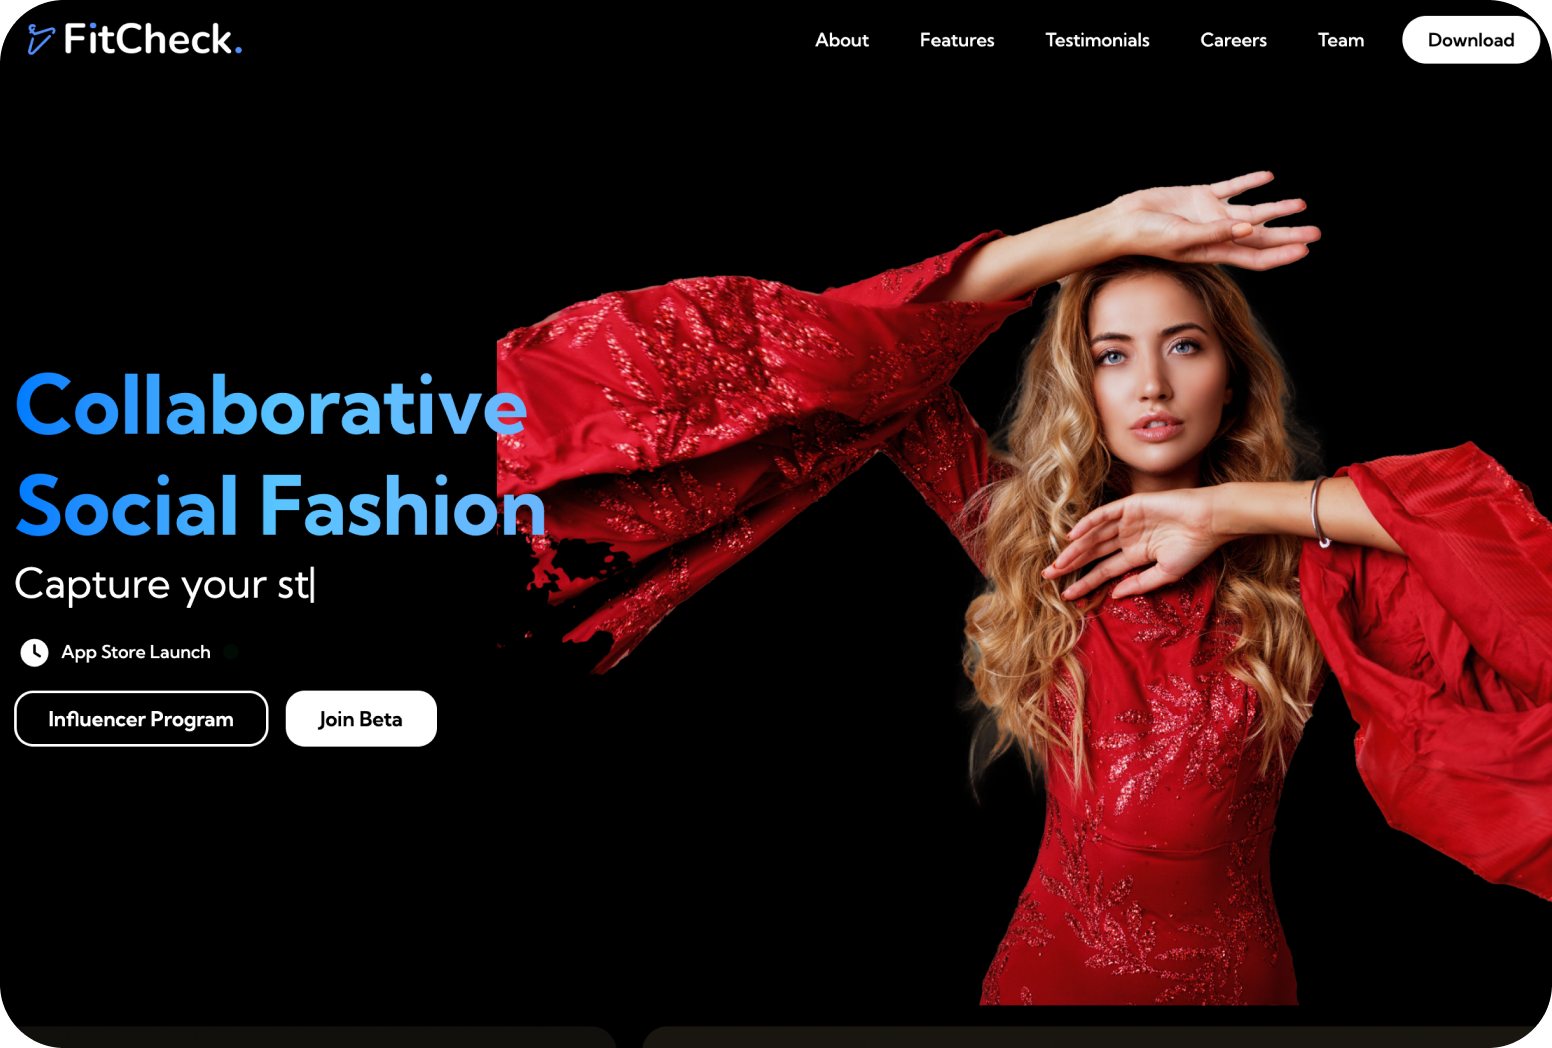 FitCheck.
About
Features
Testimonials
Careers
Team
Download
Collaborative
Social Fashion
Capture your st
App Store Launch
Influencer Program
Join Beta